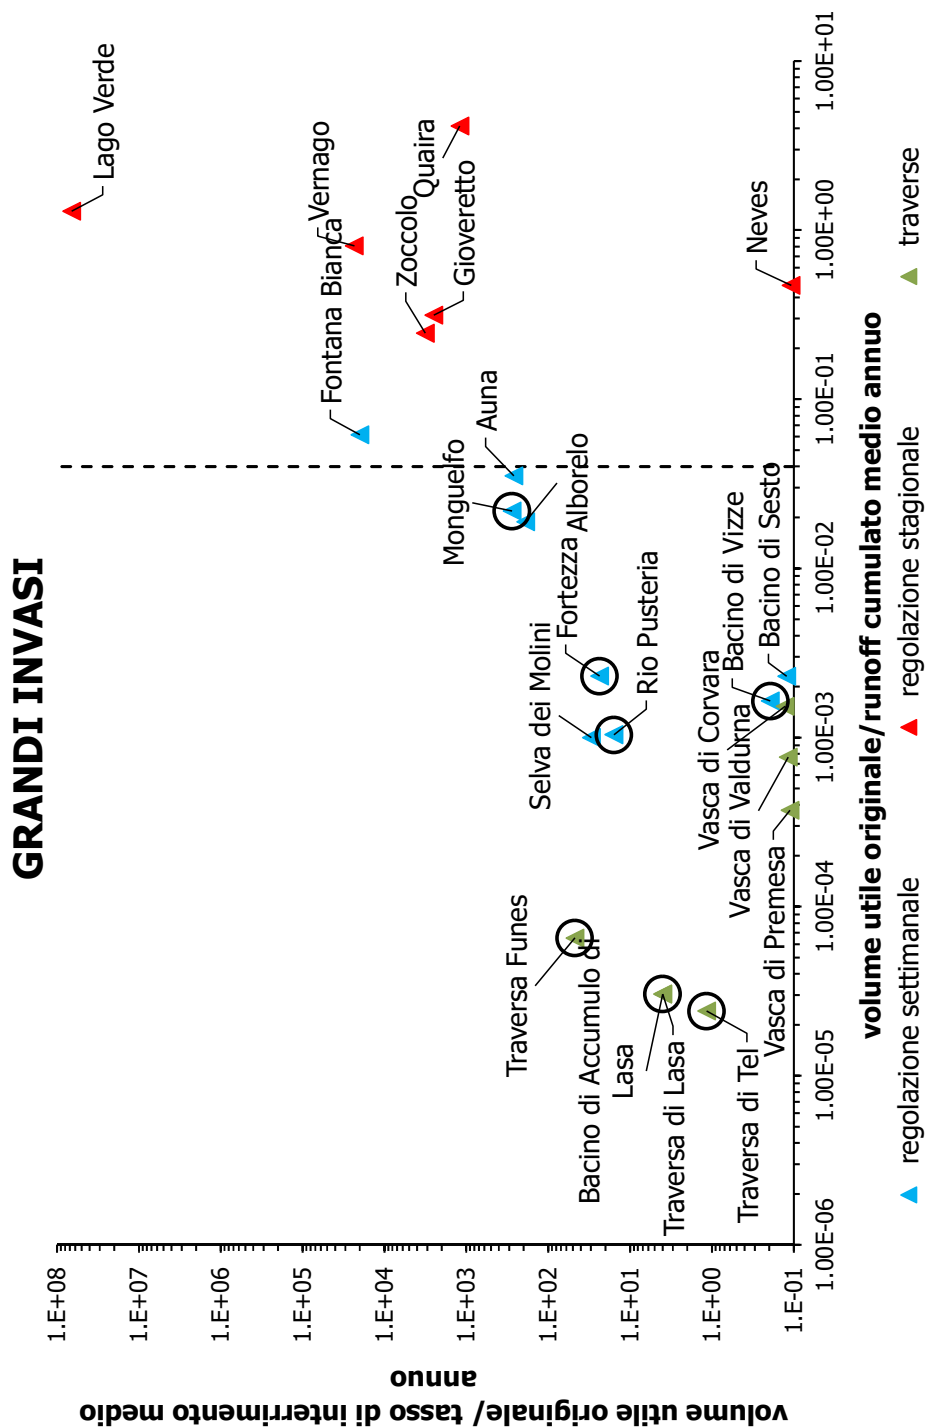 GRANDI INVASI
volume utile originale/ tasso di interrimento medio
annuo
1.E+08
1.E+07
1.E+06
1.E+05
1.E+04
1.E+03
1.E+02
1.E+01
1.E+00
1.E-01
Lago Verde
Vernago
Fontana Bianca
Zoccolo
Quaira
Gioveretto
Neves
Auna
Monguelfo
Alborelo
Fortezza
Selva dei Molini
Rio Pusteria
Bacino di Vizze
Bacino di Sesto
Vasca di Corvara
Vasca di Valdurna
Vasca di Premesa
Traversa Funes
Bacino di Accumulo di
Lasa
Traversa di Lasa
Traversa di Tel
1.00E-06
1.00E-05
1.00E-04
1.00E-03
1.00E-02
1.00E-01
1.00E+00
1.00E+01
volume utile originale/runoff cumulato medio annuo
regolazione settimanale
regolazione stagionale
traverse